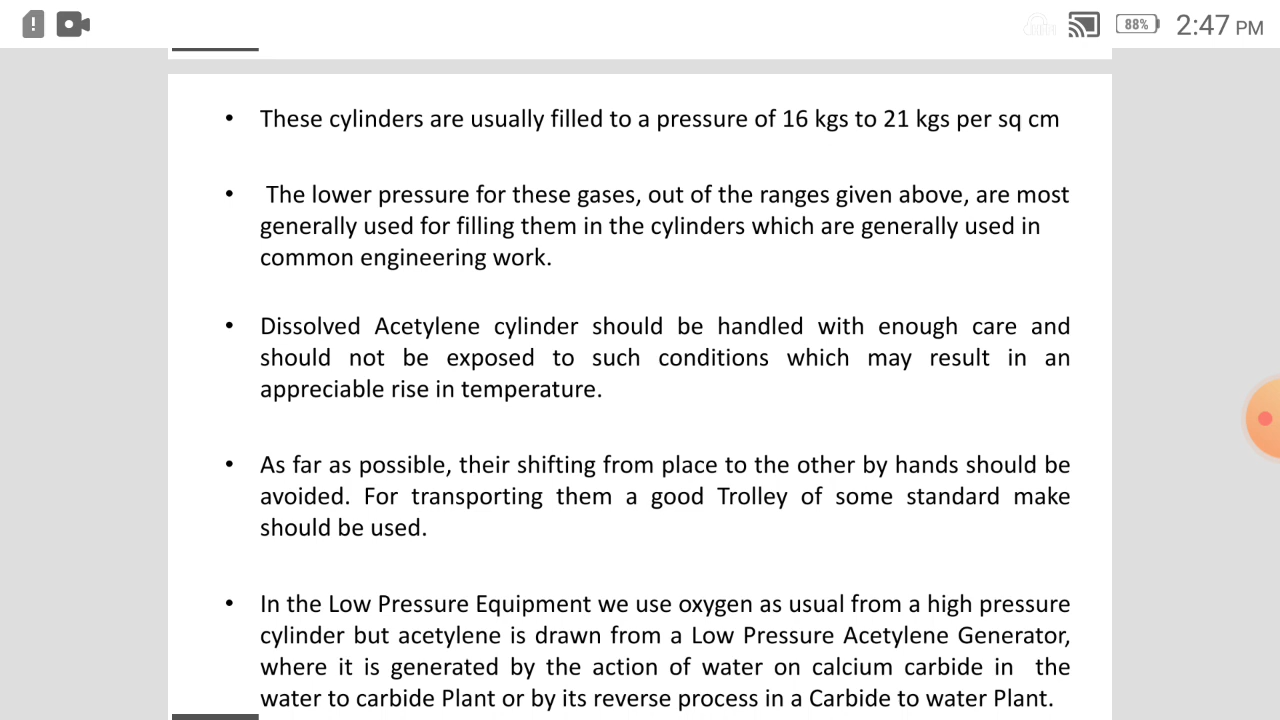 88%
2:47 PM
• These cylinders are usually filled to a pressure of 16 kgs to 21 kgs per sq cm
• The lower pressure for these gases, out of the ranges given above, are most
generally used for filling them in the cylinders which are generally used in
common engineering work.
• Dissolved Acetylene cylinder should be handled with enough care and
should not be exposed to such conditions which may result in an
appreciable rise in temperature.
• As far as possible, their shifting from place to the other by hands should be
avoided. For transporting them a good Trolley of some standard make
should be used.
• In the Low Pressure Equipment we use oxygen as usual from a high pressure
cylinder but acetylene is drawn from a Low Pressure Acetylene Generator,
where it is generated by the action of water on calcium carbide in the
water to carbide Plant or by its reverse process in a Carbide to water Plant.